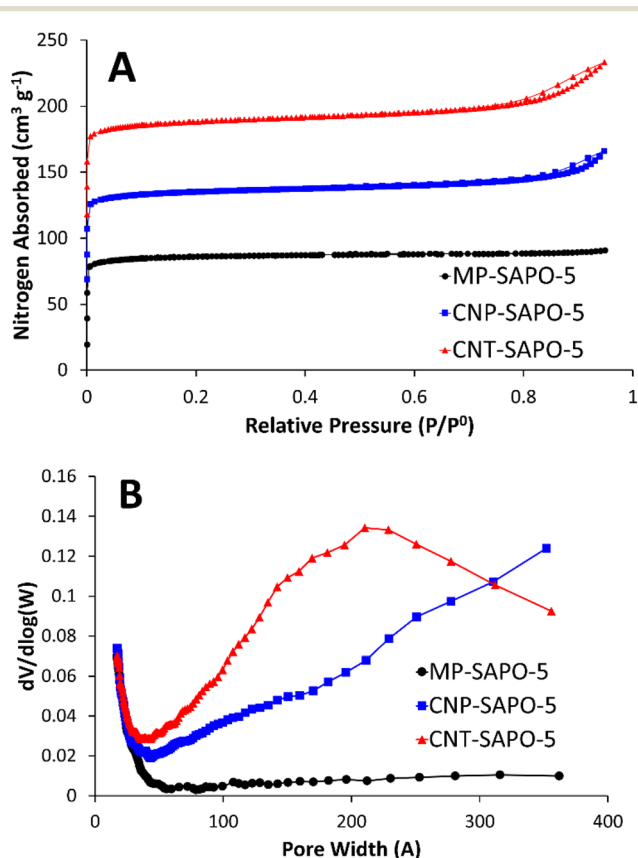 A
250
200
150
100
50
0
Nitrogen Absorbed (cm³ g⁻¹)
MP-SAPO-5
CNP-SAPO-5
CNT-SAPO-5
0 0.2 0.4 0.6 0.8 1
Relative Pressure (P/P⁰)
B
0.16
0.14
0.12
0.1
0.08
0.06
0.04
0.02
0
dV/dlog(W)
MP-SAPO-5
CNP-SAPO-5
CNT-SAPO-5
0 100 200 300 400
Pore Width (A)